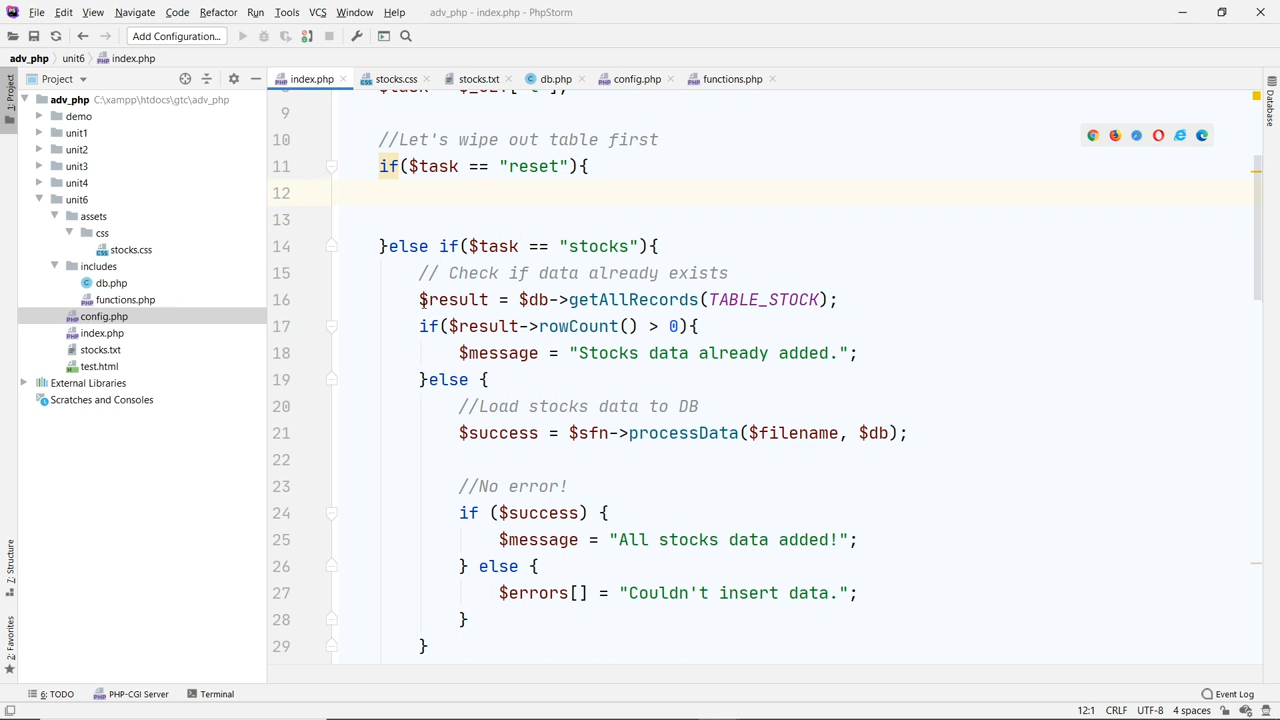 File Edit View Navigate Code Refactor Run Tools VCS Window Help adv_php - index.php - PhpStorm
Add Configuration...
adv_php unit6 index.php
1: Project
Project
index.php stocks.css stocks.txt db.php config.php functions.php
Database
adv_php C:\xampp\htdocs\gtc\adv_php
demo
unit1
unit2
unit3
unit4
unit6
assets
css
stocks.css
includes
db.php
functions.php
config.php
index.php
stocks.txt
test.html
External Libraries
Scratches and Consoles
9
10 //Let's wipe out table first
11 if($task == "reset"){
12
13
14 }else if($task == "stocks"){
15 // Check if data already exists
16 $result = $db->getAllRecords(TABLE_STOCK);
17 if($result->rowCount() > 0){
18 $message = "Stocks data already added.";
19 }else {
20 //Load stocks data to DB
21 $success = $sfn->processData($filename, $db);
22
23 //No error!
24 if ($success) {
25 $message = "All stocks data added!";
26 } else {
27 $errors[] = "Couldn't insert data.";
28 }
29 }
7: Structure
2: Favorites
6: TODO PHP-CGI Server Terminal Event Log
12:1 CRLF UTF-8 4 spaces